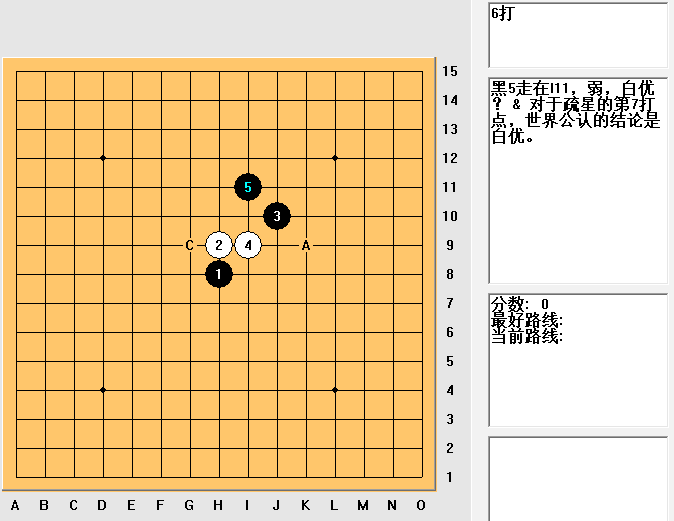 6打
黑5走在I11，弱，白优
？ & 对于疏星的第7打
点，世界公认的结论是
白优。
分数: 0
最好路线:
当前路线:
15
14
13
12
5 11
3 10
C 2 4 A 9
1 8
7
6
5
4
3
2
1
A B C D E F G H I J K L M N O